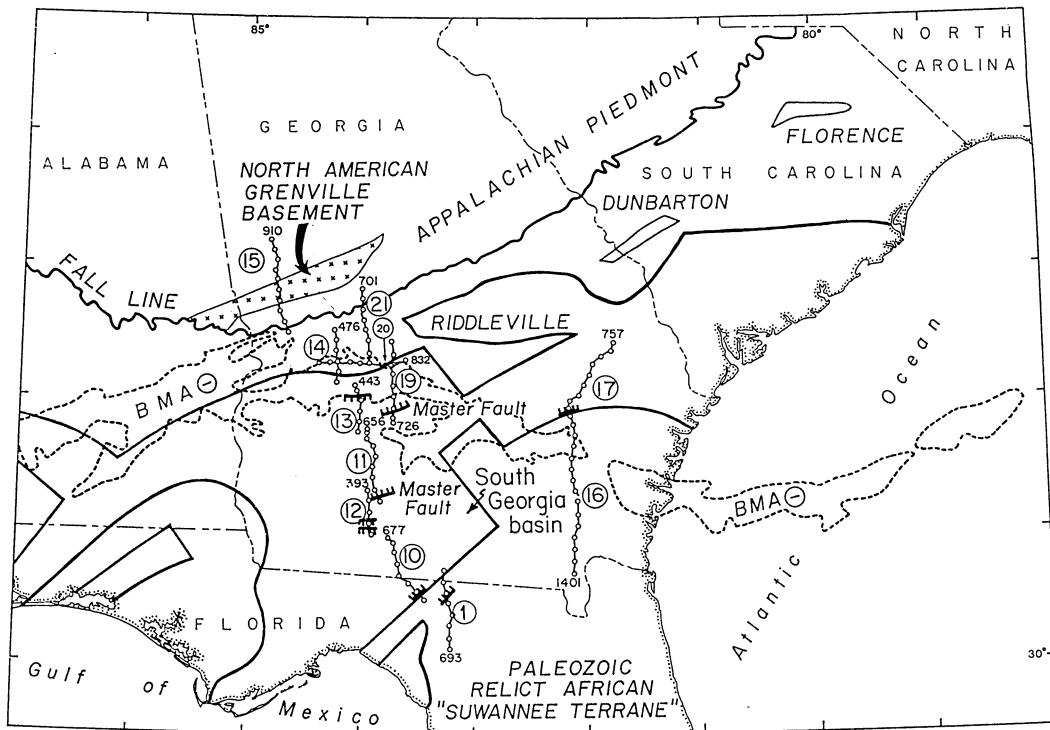 85°
80°
NORTH
CAROLINA
GEORGIA
FLORENCE
ALABAMA
NORTH AMERICAN
GRENVILLE
BASEMENT
APPALACHIAN PIEDMONT
SOUTH CAROLINA
DUNBARTON
910
15
FALL LINE
701
21
476
20
RIDDLEVILLE
757
14
832
Ocean
BMA −
443
19
17
Master Fault
13
656
726
11
South
Georgia
basin
393
Master
Fault
16
BMA −
12
677
10
1401
1
Atlantic
FLORIDA
693
30°
PALEOZOIC
RELICT AFRICAN
"SUWANNEE TERRANE"
Gulf of Mexico